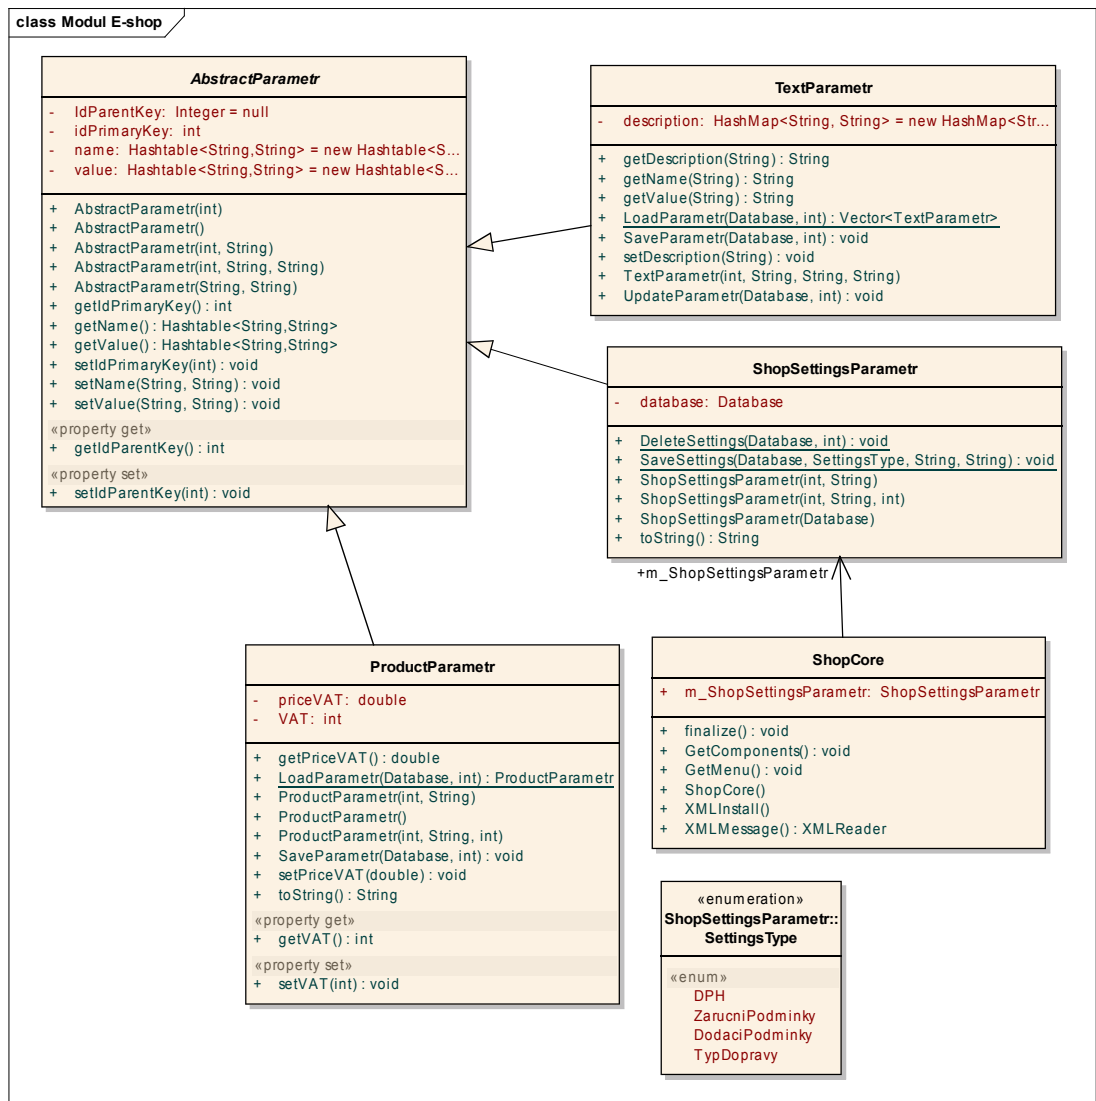 class Modul E-shop
AbstractParametr
- IdParentKey: Integer = null
- idPrimaryKey: int
- name: Hashtable<String,String> = new Hashtable<S...
- value: Hashtable<String,String> = new Hashtable<S...
+ AbstractParametr(int)
+ AbstractParametr()
+ AbstractParametr(int, String)
+ AbstractParametr(int, String, String)
+ AbstractParametr(String, String)
+ getIdPrimaryKey() : int
+ getName() : Hashtable<String,String>
+ getValue() : Hashtable<String,String>
+ setIdPrimaryKey(int) : void
+ setName(String, String) : void
+ setValue(String, String) : void
«property get»
+ getIdParentKey() : int
«property set»
+ setIdParentKey(int) : void
TextParametr
- description: HashMap<String, String> = new HashMap<Str...
+ getDescription(String) : String
+ getName(String) : String
+ getValue(String) : String
+ LoadParametr(Database, int) : Vector<TextParametr>
+ SaveParametr(Database, int) : void
+ setDescription(String) : void
+ TextParametr(int, String, String, String)
+ UpdateParametr(Database, int) : void
ShopSettingsParametr
- database: Database
+ DeleteSettings(Database, int) : void
+ SaveSettings(Database, SettingsType, String, String) : void
+ ShopSettingsParametr(int, String)
+ ShopSettingsParametr(int, String, int)
+ ShopSettingsParametr(Database)
+ toString() : String
+m_ShopSettingsParametr
ProductParametr
- priceVAT: double
- VAT: int
+ getPriceVAT() : double
+ LoadParametr(Database, int) : ProductParametr
+ ProductParametr(int, String)
+ ProductParametr()
+ ProductParametr(int, String, int)
+ SaveParametr(Database, int) : void
+ setPriceVAT(double) : void
+ toString() : String
«property get»
+ getVAT() : int
«property set»
+ setVAT(int) : void
ShopCore
+ m_ShopSettingsParametr: ShopSettingsParametr
+ finalize() : void
+ GetComponents() : void
+ GetMenu() : void
+ ShopCore()
+ XMLInstall()
+ XMLMessage() : XMLReader
«enumeration»
ShopSettingsParametr::
SettingsType
«enum»
DPH
ZarucniPodminky
DodaciPodminky
TypDopravy